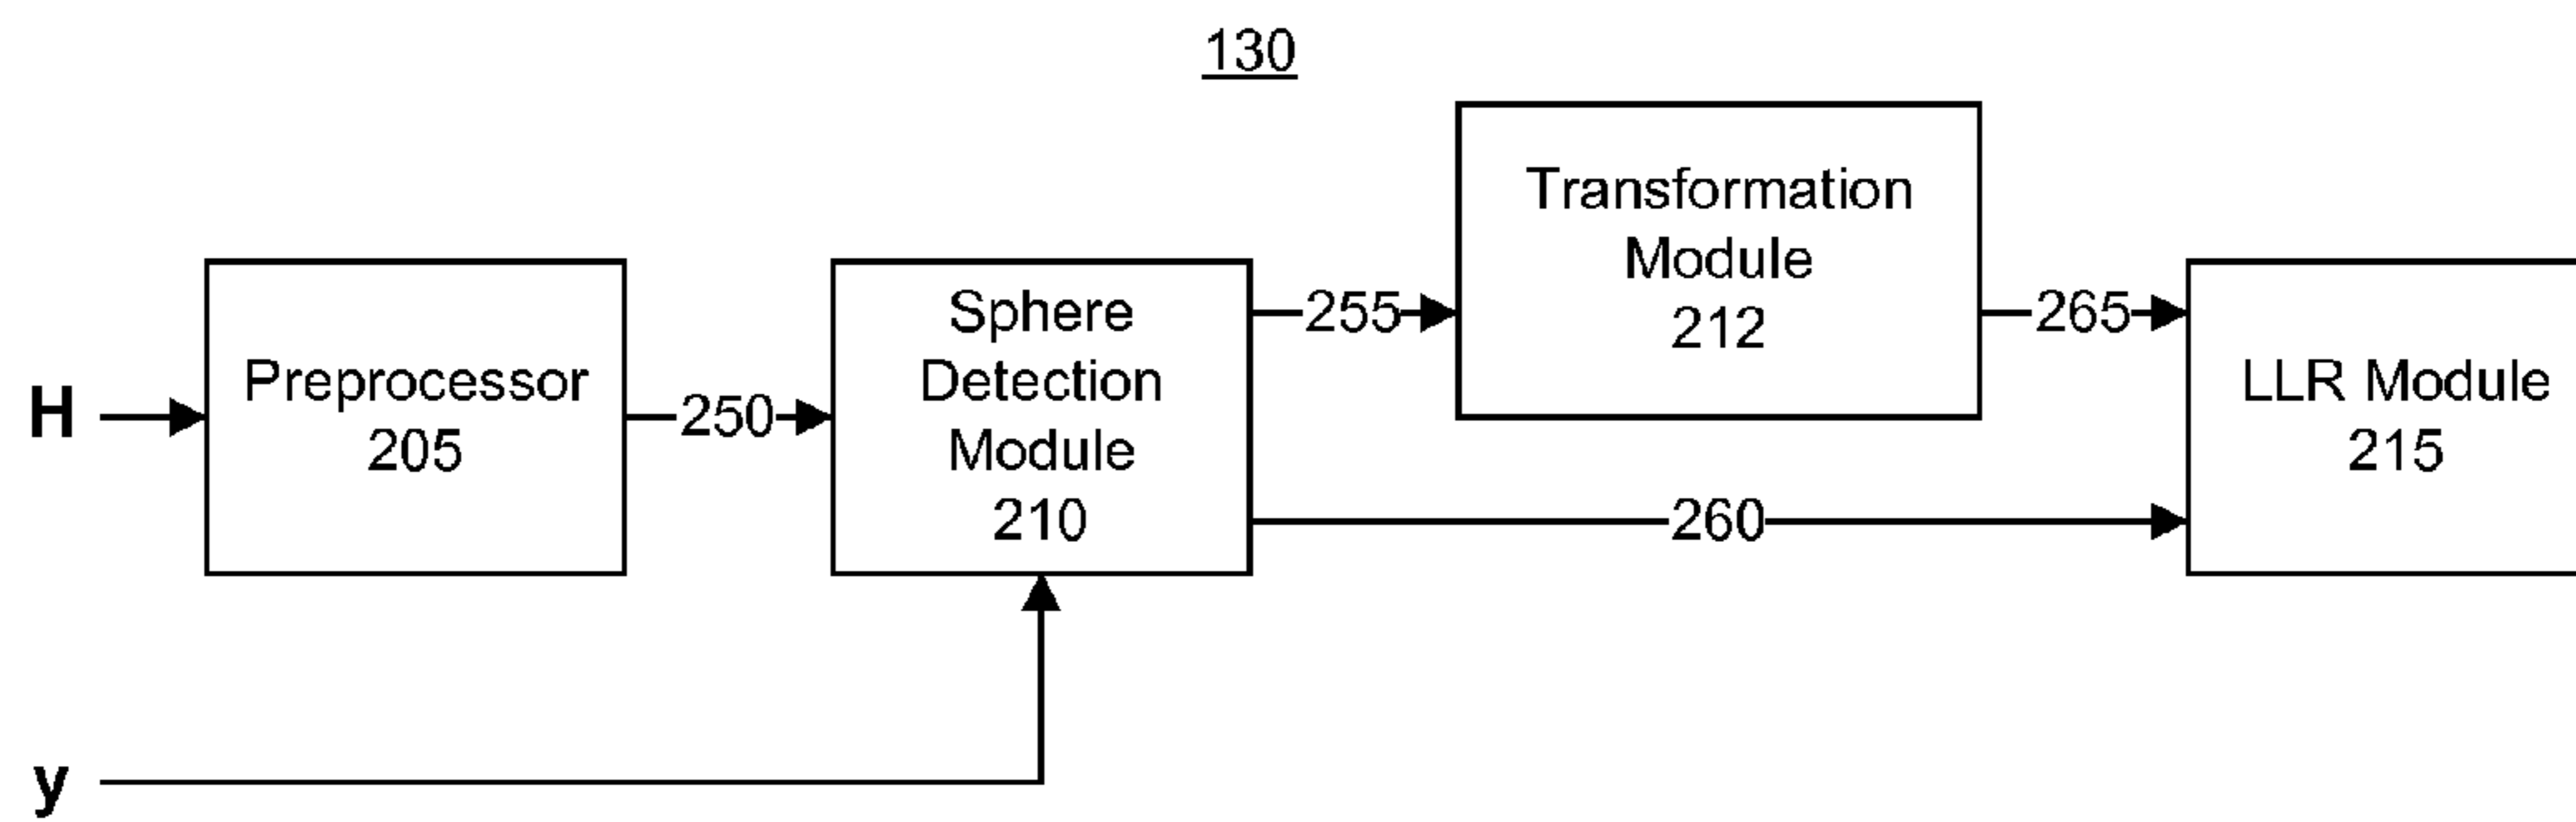 130
Transformation
Module
212
Preprocessor
205
Sphere
Detection
Module
210
LLR Module
215
H
250
255
265
260
y